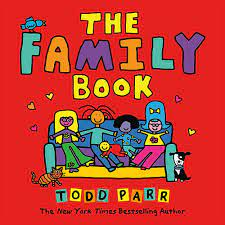 THE
FAMILY
BOOK
TODD PARR
The New York Times Bestselling Author